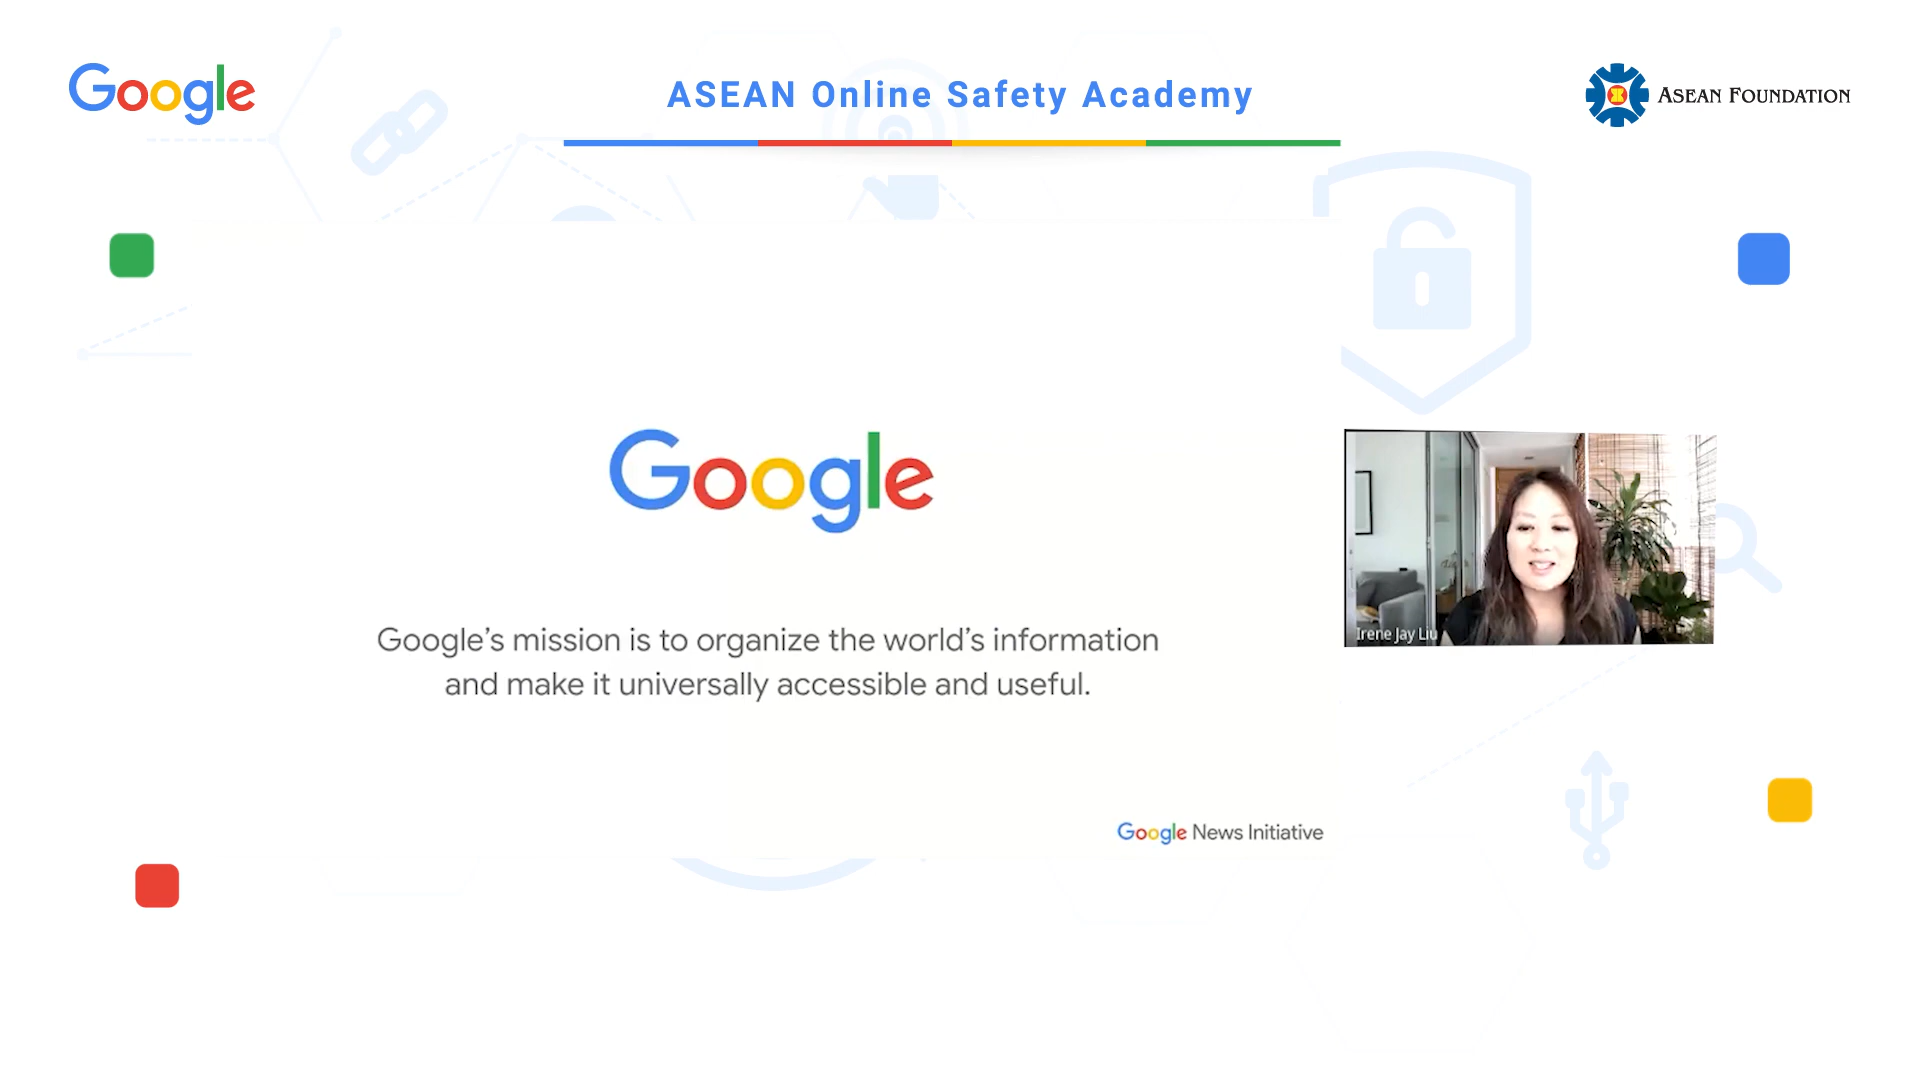 Google
ASEAN Online Safety Academy
ASEAN FOUNDATION
Google
Google's mission is to organize the world's information
and make it universally accessible and useful.
Irene Jay Liu
Google News Initiative